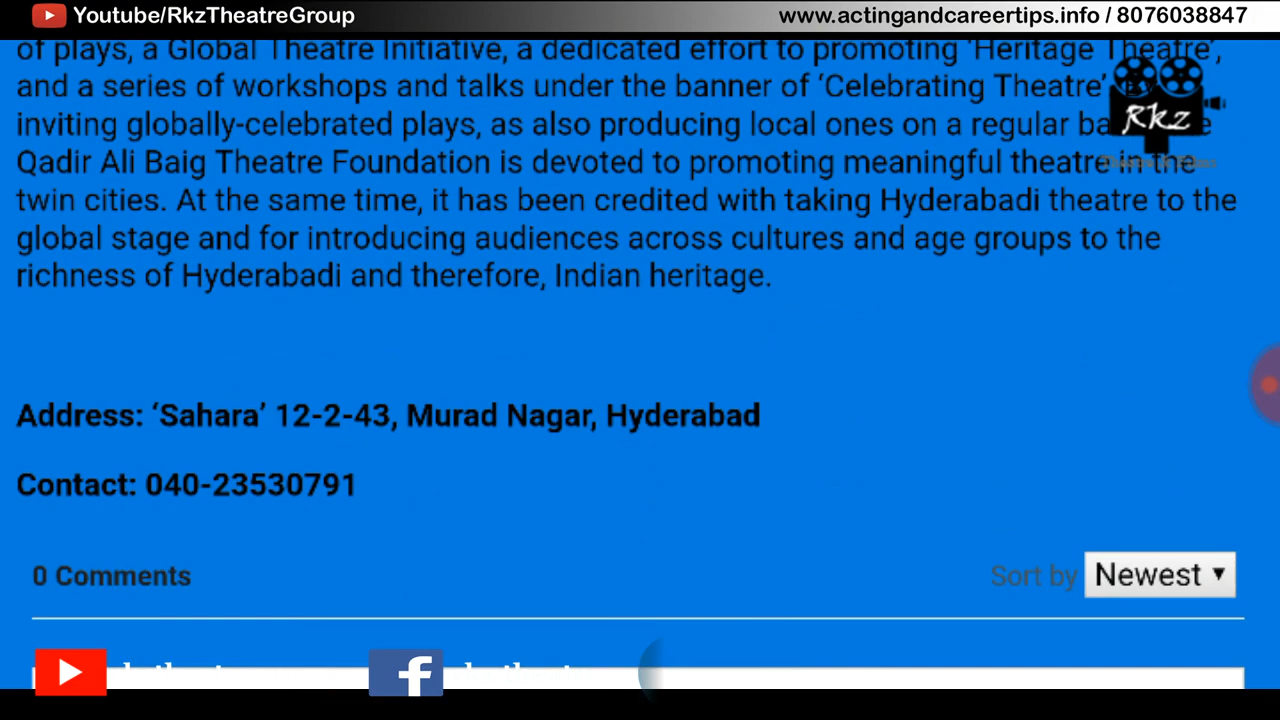 Youtube/RkzTheatreGroup
www.actingandcareertips.info / 8076038847
of plays, a Global Theatre Initiative, a dedicated effort to promoting ‘Heritage Theatre’,
and a series of workshops and talks under the banner of ‘Celebrating Theatre’
inviting globally-celebrated plays, as also producing local ones on a regular
Rkz
Qadir Ali Baig Theatre Foundation is devoted to promoting meaningful theatre in the
twin cities. At the same time, it has been credited with taking Hyderabadi theatre to the
global stage and for introducing audiences across cultures and age groups to the
richness of Hyderabadi and therefore, Indian heritage.
Address: ‘Sahara’ 12-2-43, Murad Nagar, Hyderabad
Contact: 040-23530791
0 Comments
Sort by Newest